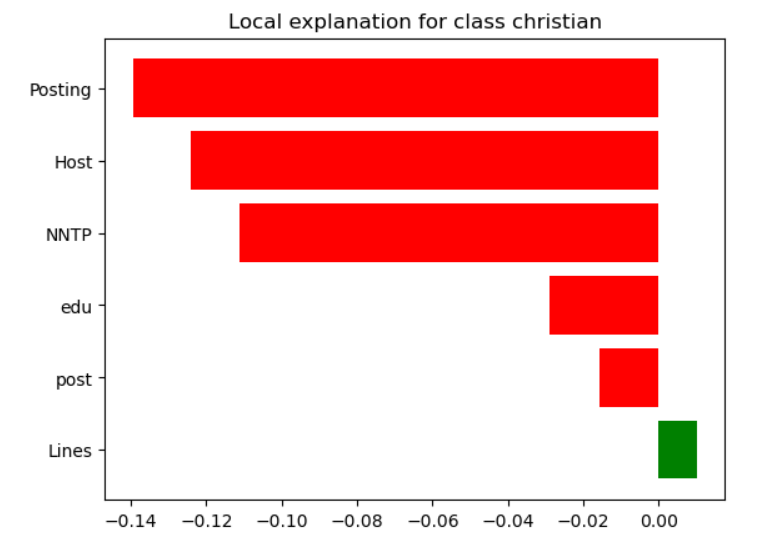 Local explanation for class christian
Posting
Host
NNTP
edu
post
Lines
−0.14 −0.12 −0.10 −0.08 −0.06 −0.04 −0.02 0.00